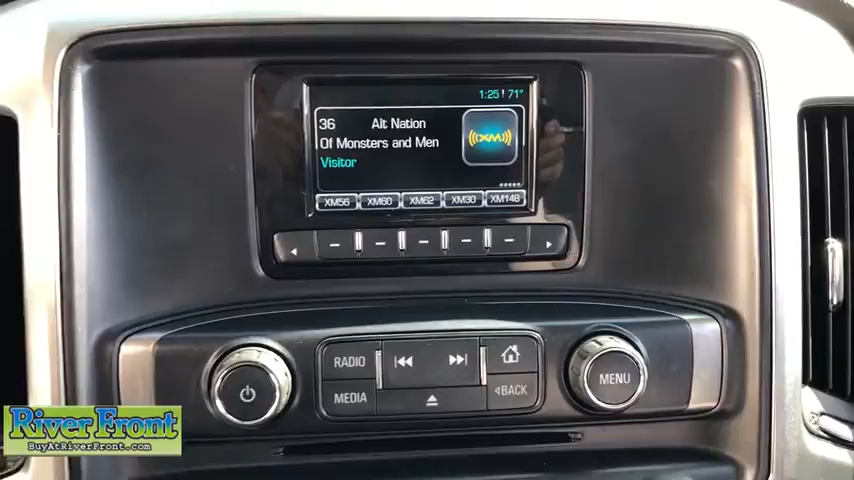 1:25 71°
36 Alt Nation
Of Monsters and Men
XM
Visitor
XM56 XM60 XM62 XM30 XM148
RADIO
MEDIA
BACK
MENU
River Front
BuyAtRiverFront.com